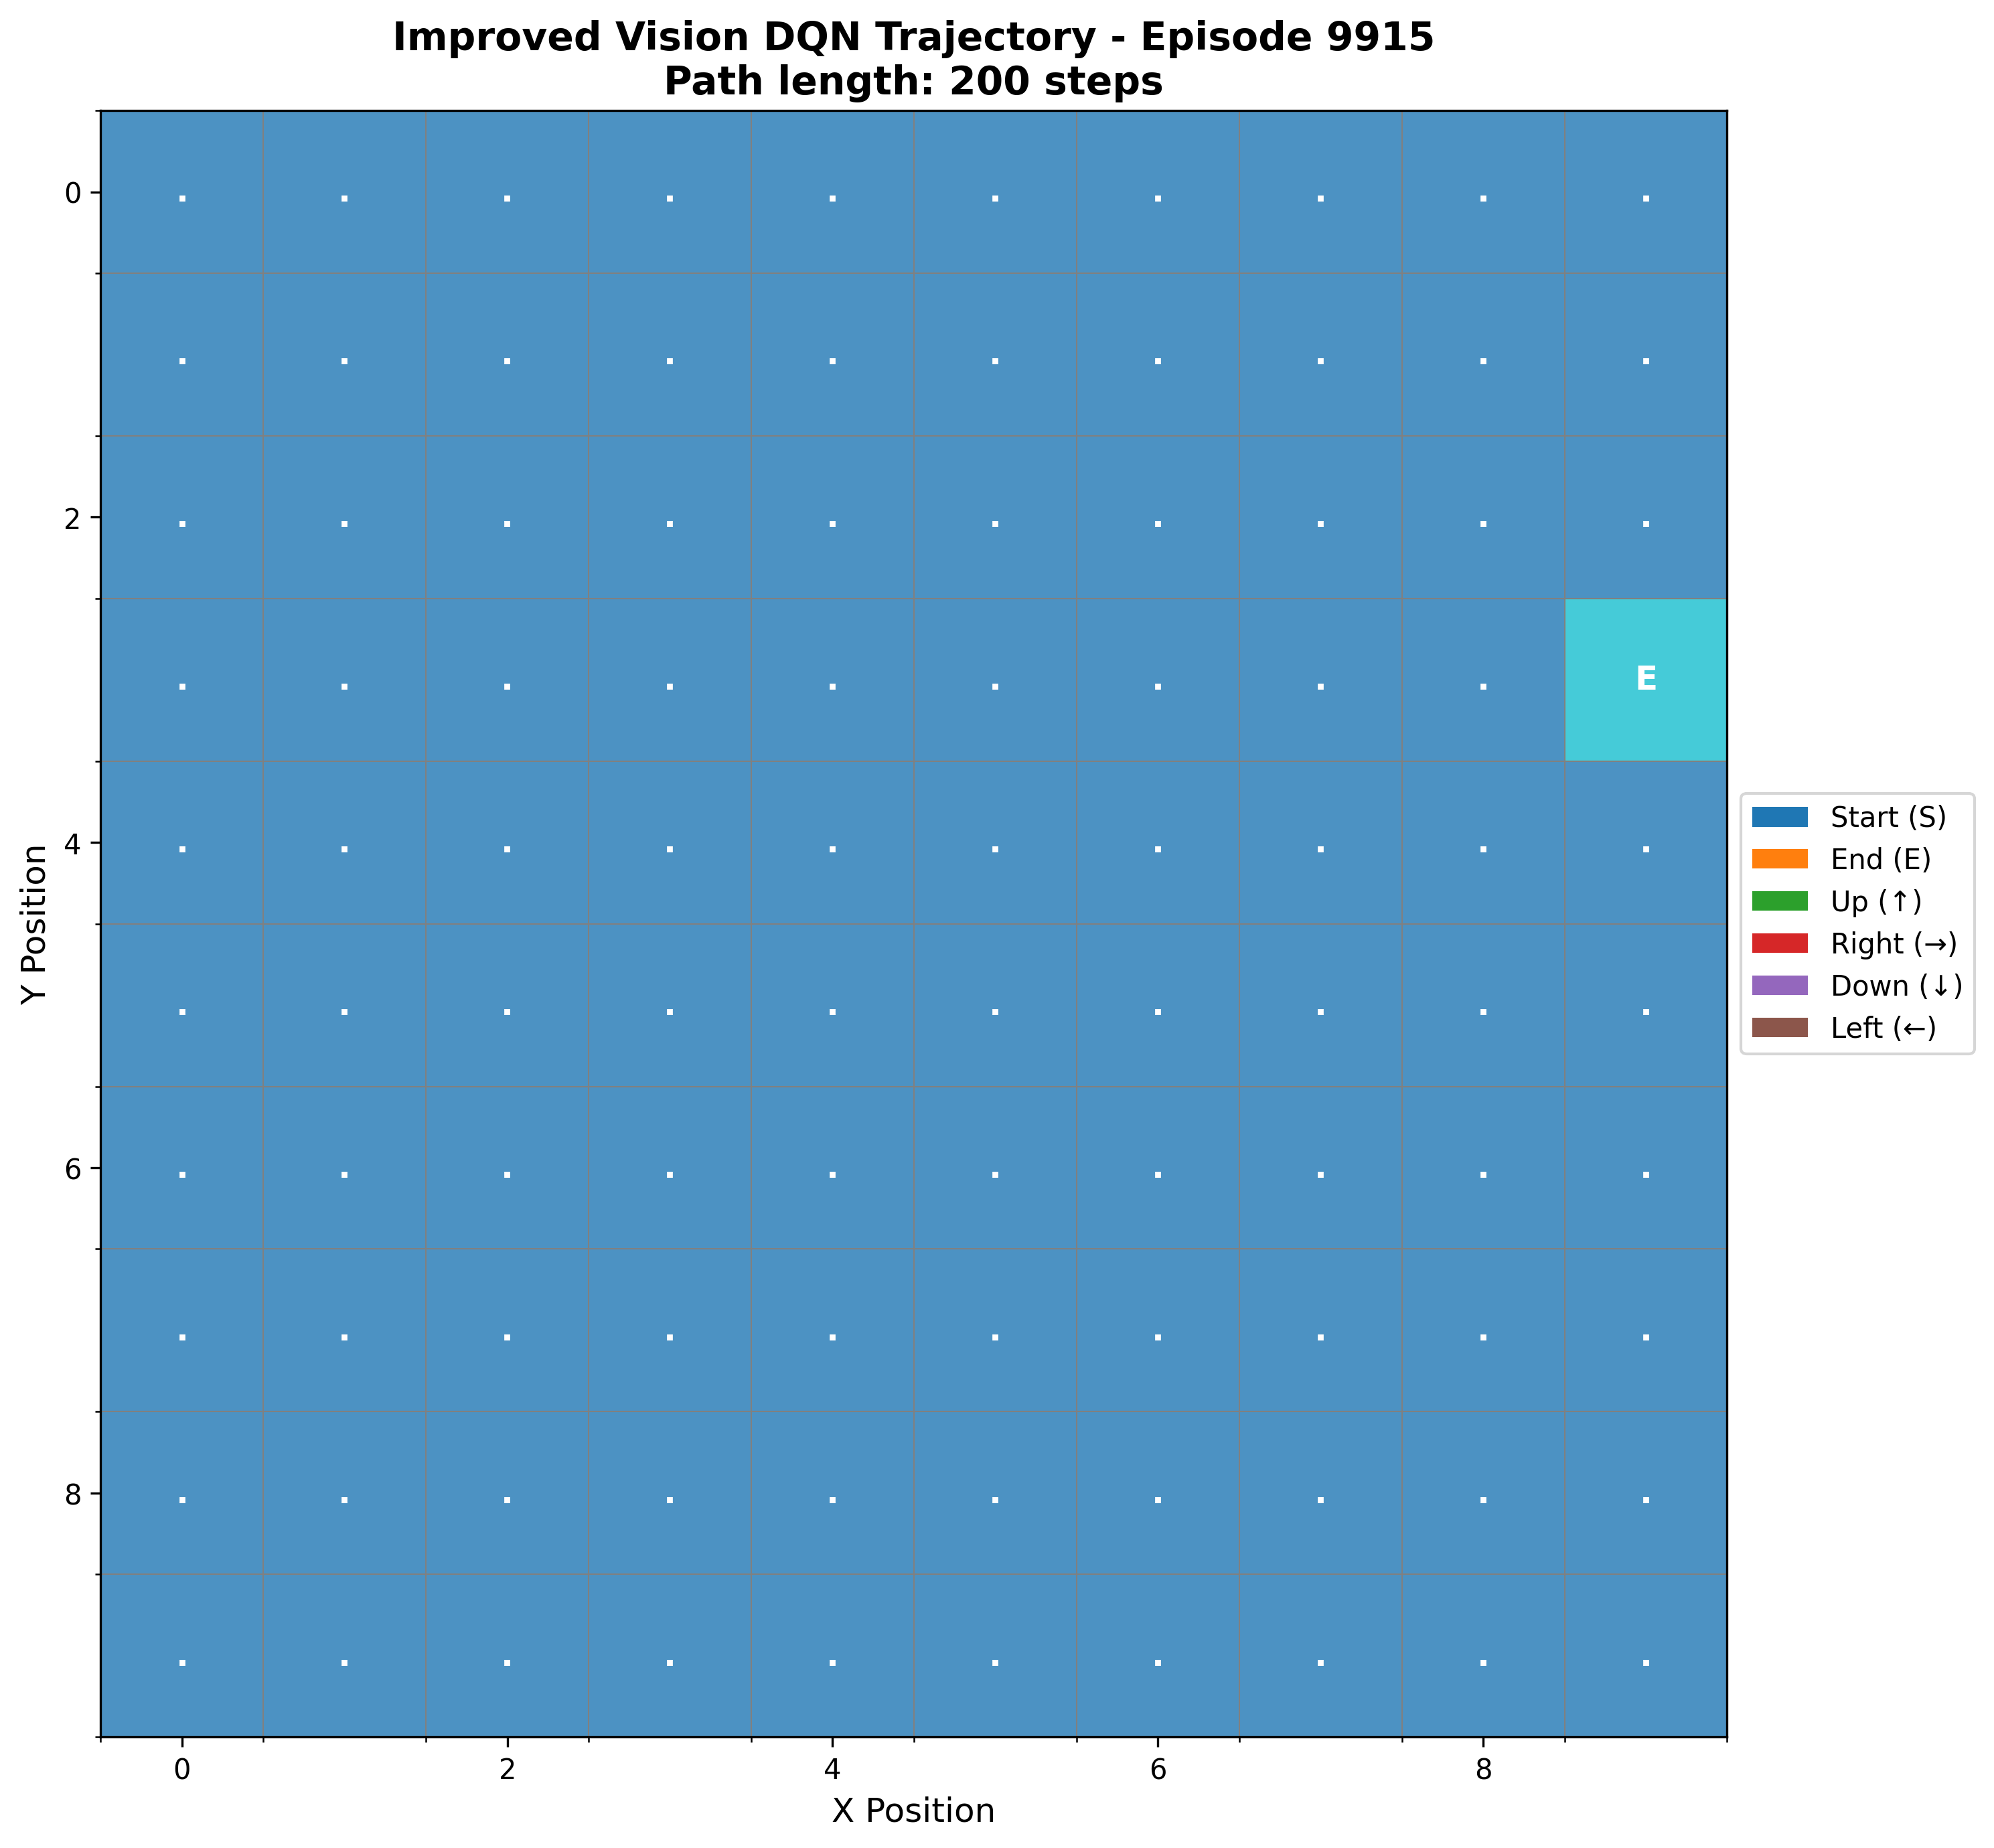 Improved Vision DQN Trajectory - Episode 9915
Path length: 200 steps
0
2
E
4
6
8
Y Position
0 2 4 6 8
X Position
Start (S)
End (E)
Up (↑)
Right (→)
Down (↓)
Left (←)